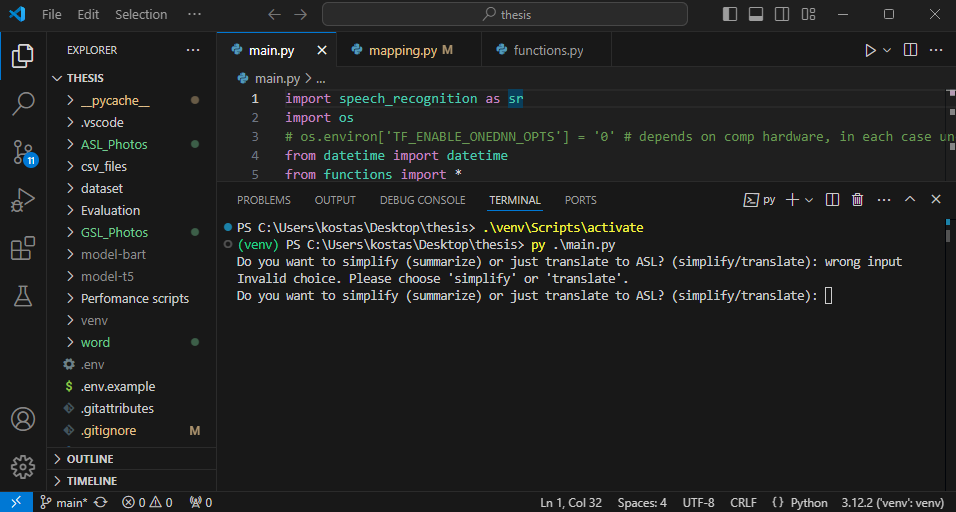 File Edit Selection ··· thesis
EXPLORER ···
THESIS
__pycache__
.vscode
ASL_Photos
csv_files
dataset
Evaluation
GSL_Photos
model-bart
model-t5
Perfomance scripts
venv
word
.env
$ .env.example
.gitattributes
.gitignore M
OUTLINE
TIMELINE
11
main.py mapping.py M functions.py
main.py > ...
1 import speech_recognition as sr
2 import os
3 # os.environ['TF_ENABLE_ONEDNN_OPTS'] = '0' # depends on comp hardware, in each case un
4 from datetime import datetime
5 from functions import *
PROBLEMS OUTPUT DEBUG CONSOLE TERMINAL PORTS py
PS C:\Users\kostas\Desktop\thesis> .\venv\Scripts\activate
(venv) PS C:\Users\kostas\Desktop\thesis> py .\main.py
Do you want to simplify (summarize) or just translate to ASL? (simplify/translate): wrong input
Invalid choice. Please choose 'simplify' or 'translate'.
Do you want to simplify (summarize) or just translate to ASL? (simplify/translate):
main* 0 0 0 Ln 1, Col 32 Spaces: 4 UTF-8 CRLF {} Python 3.12.2 ('venv': venv)